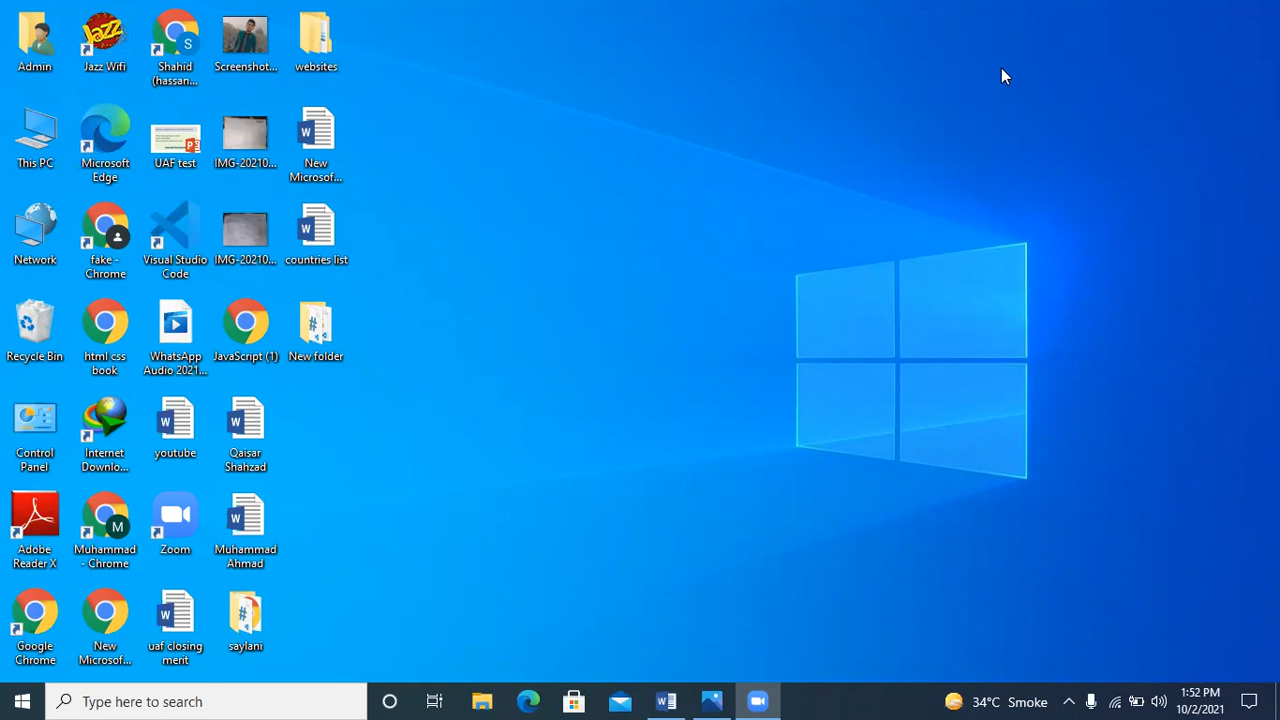 Admin
Jazz Wifi
Shahid
(hassan...
Screenshot...
websites
This PC
Microsoft
Edge
UAF test
IMG-20210...
New
Microsof...
Network
fake -
Chrome
Visual Studio
Code
IMG-20210...
countries list
Recycle Bin
html css
book
WhatsApp
Audio 2021...
JavaScript (1)
New folder
Control
Panel
Internet
Downlo...
youtube
Qaisar
Shahzad
Adobe
Reader X
Muhammad
- Chrome
Zoom
Muhammad
Ahmad
Google
Chrome
New
Microsof...
uaf closing
merit
saylani
Type here to search
34°C Smoke
1:52 PM
10/2/2021